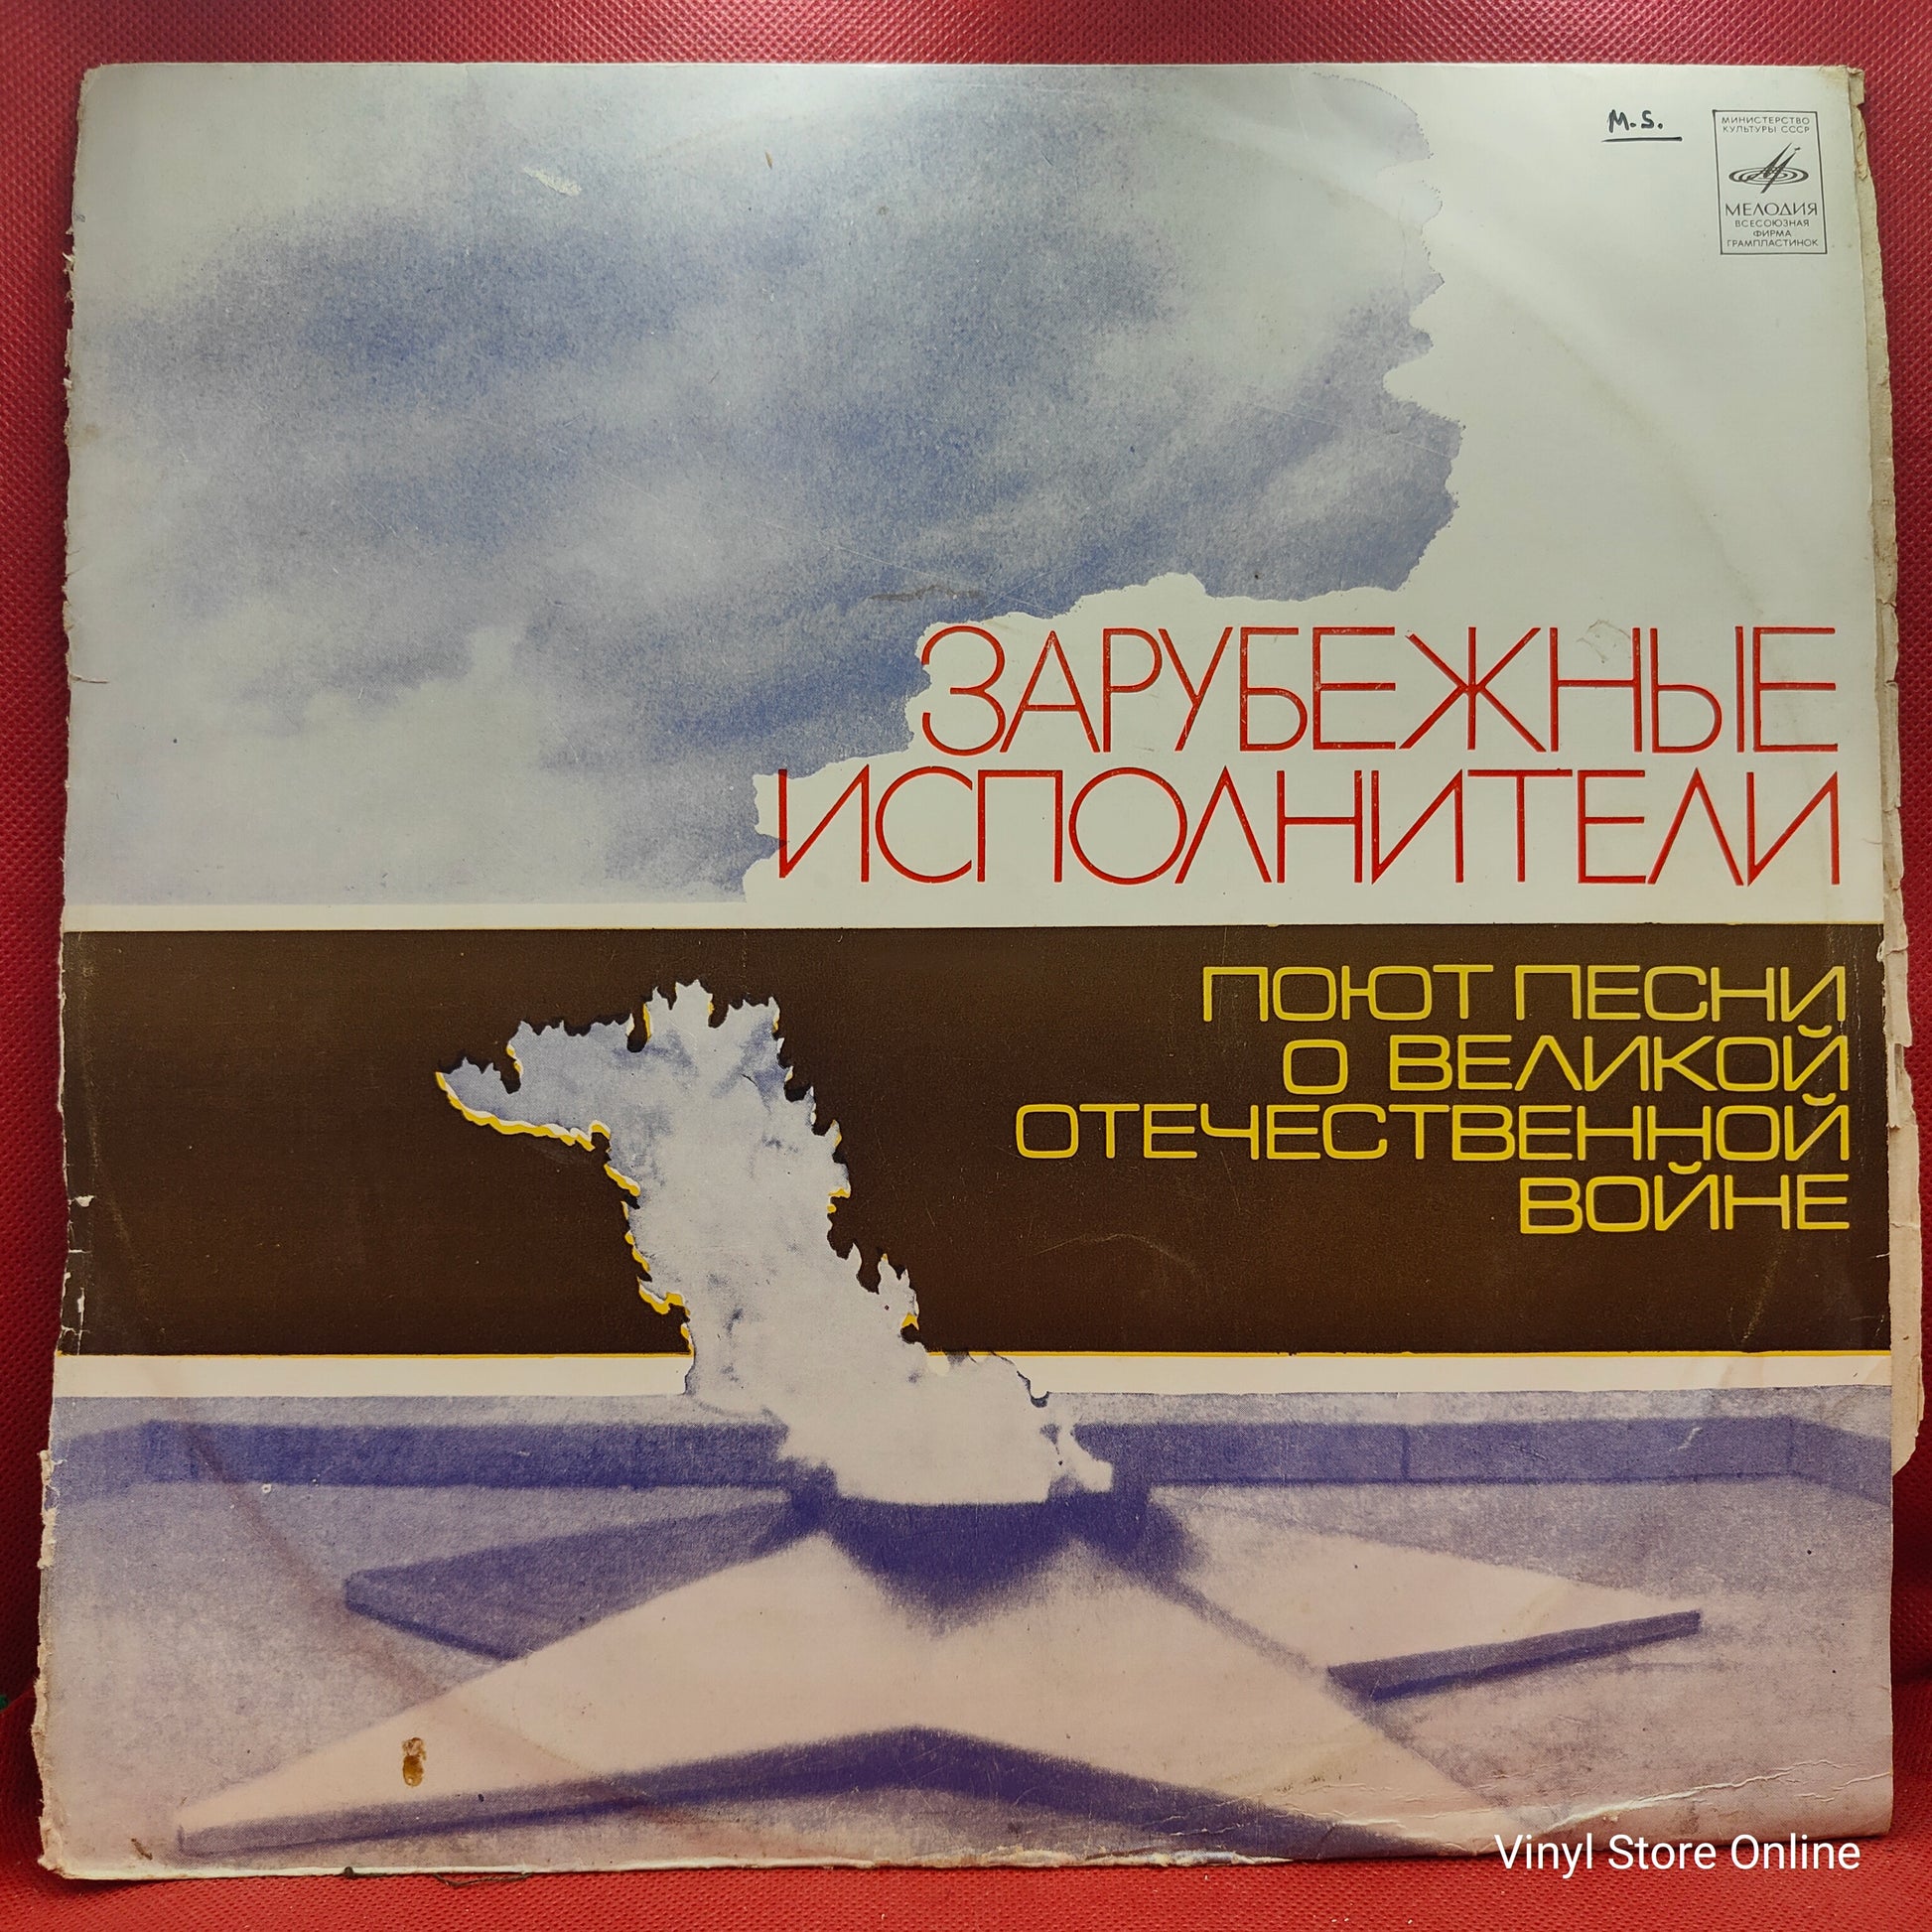 M.S.
МИНИСТЕРСТВО
КУЛЬТУРЫ СССР
МЕЛОДИЯ
ВСЕСОЮЗНАЯ
ФИРМА
ГРАМПЛАСТИНОК
ЗАРУБЕЖНЫЕ
ИСПОЛНИТЕЛИ
ПОЮТ ПЕСНИ
О ВЕЛИКОЙ
ОТЕЧЕСТВЕННОЙ
ВОЙНЕ
Vinyl Store Online